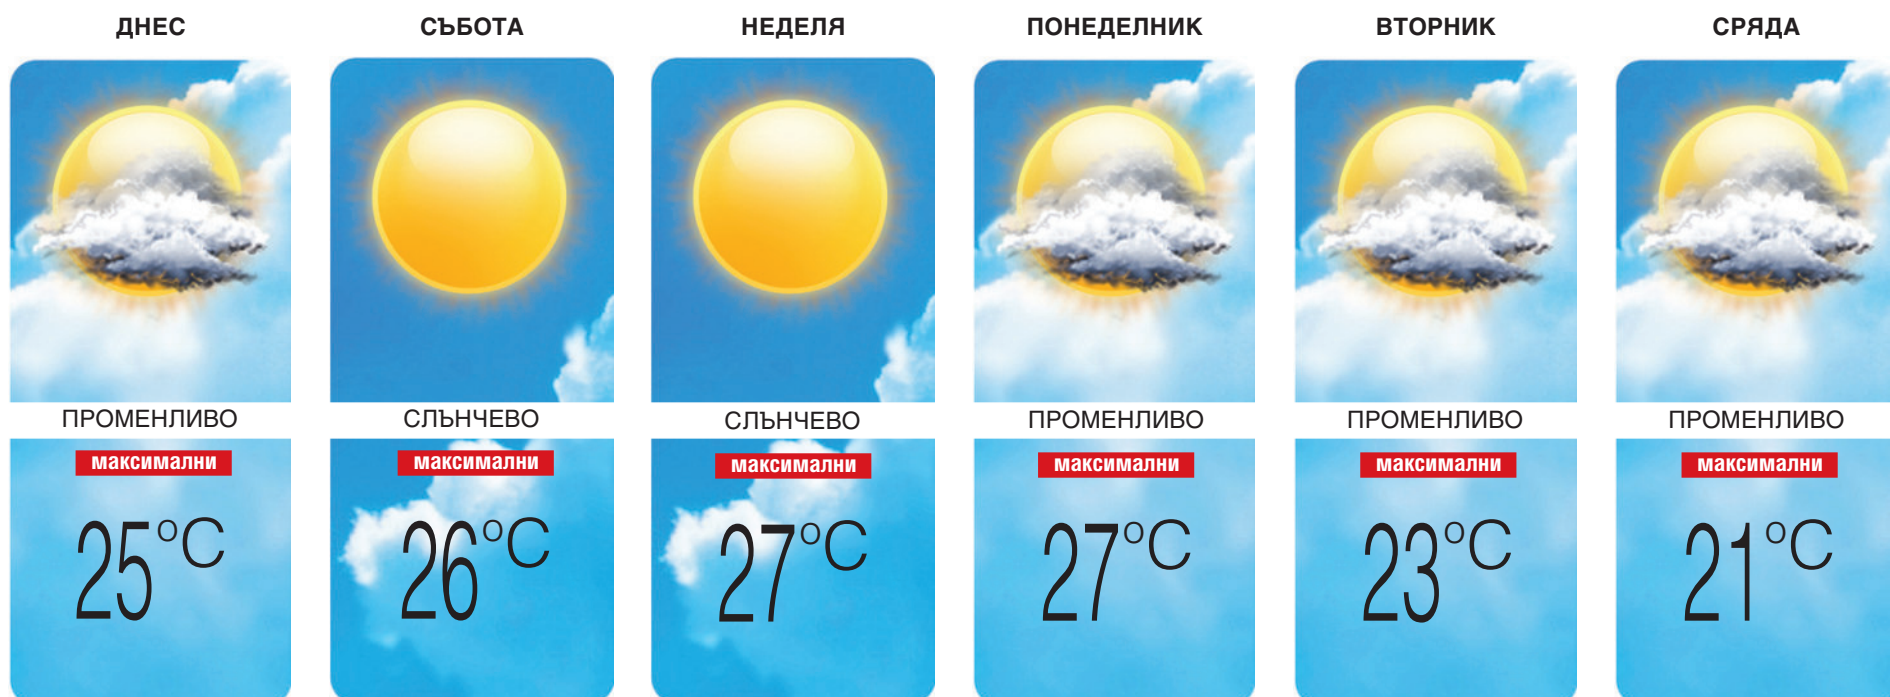 ДНЕС
ПРОМЕНЛИВО
максимални
25°C
СЪБОТА
СЛЪНЧЕВО
максимални
26°C
НЕДЕЛЯ
СЛЪНЧЕВО
максимални
27°C
ПОНЕДЕЛНИК
ПРОМЕНЛИВО
максимални
27°C
ВТОРНИК
ПРОМЕНЛИВО
максимални
23°C
СРЯДА
ПРОМЕНЛИВО
максимални
21°C